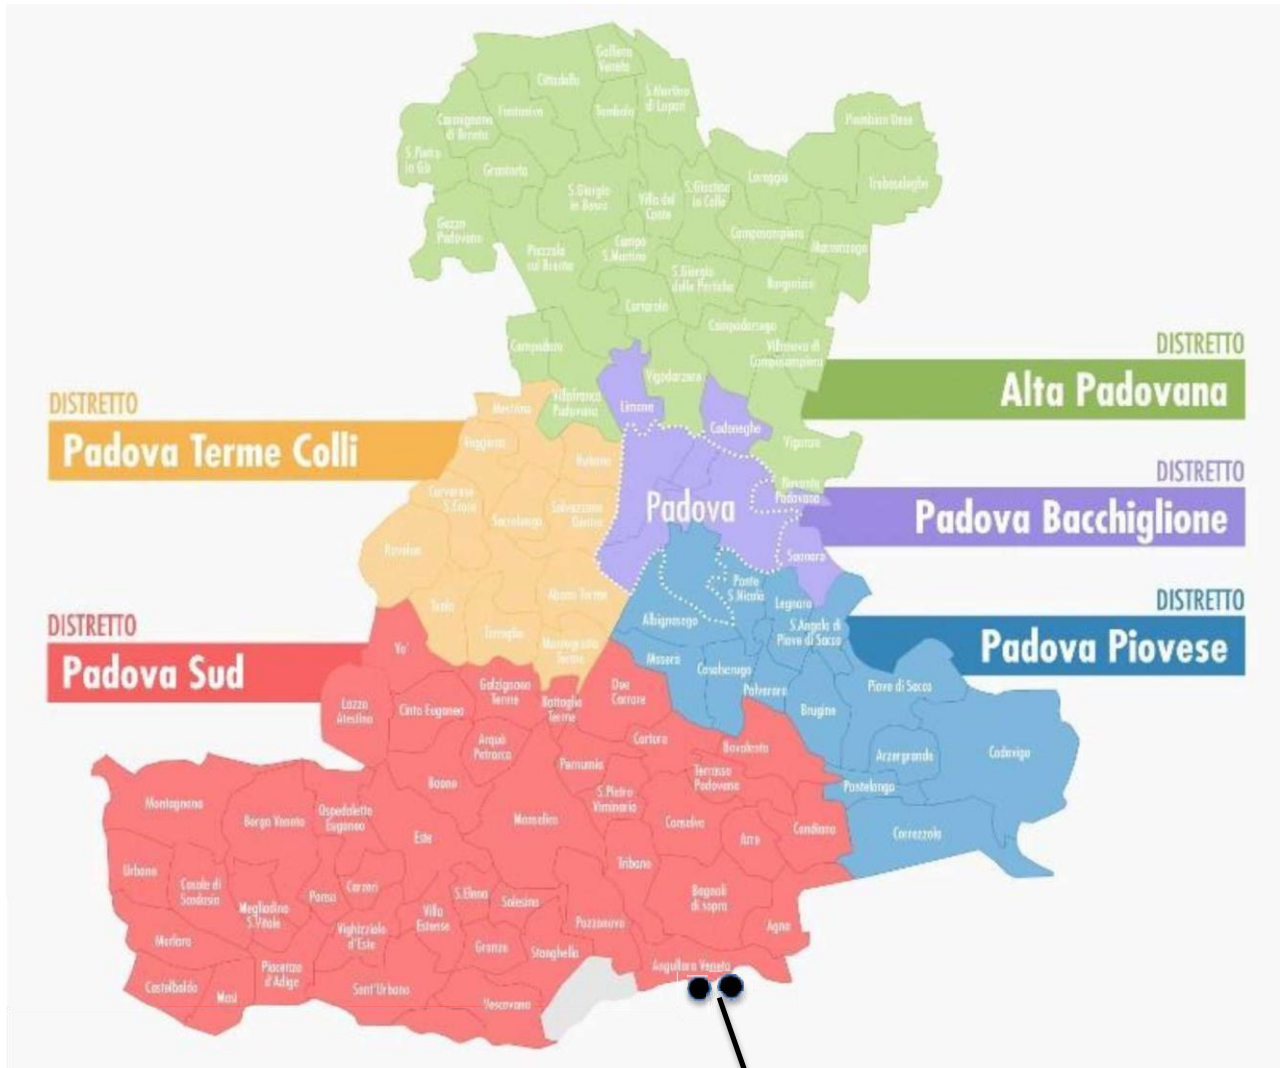 Galliera
Veneta
Cittadella
S.Martino
di Lupari
Fontaniva
Tombolo
Carmignano
di Brenta
Piombino Dese
S.Pietro
in Gù
Grantorto
Loreggia
Trebaseleghe
S.Giorgio
in Bosco
Villa del
Conte
S.Giustina
in Colle
Gazzo
Padovano
Camposampiero
Massanzago
Piazzola
sul Brenta
Campo
S.Martino
S.Giorgio
delle Pertiche
Borgoricco
Curtarolo
Campodarsego
Campodoro
Villanova di
Camposampiero
DISTRETTO
Alta Padovana
Vigodarzere
Villafranca
Padovana
Limena
Mestrino
Cadoneghe
Vigonza
DISTRETTO
Padova Terme Colli
Veggiano
Rubano
Noventa
Padovana
DISTRETTO
Padova Bacchiglione
Padova
Cervarese
S.Croce
Saccolongo
Selvazzano
Dentro
Rovolon
Saonara
Teolo
Abano Terme
Ponte
S.Nicolò
Legnaro
Albignasego
S.Angelo di
Piove di Sacco
DISTRETTO
Padova Piovese
Torreglia
Montegrotto
Terme
DISTRETTO
Padova Sud
Vo'
Maserà
Casalserugo
Polverara
Piove di Sacco
Galzignano
Terme
Battaglia
Terme
Due
Carrare
Brugine
Lozzo
Atestino
Cinto Euganeo
Arquà
Petrarca
Cartura
Bovolenta
Arzergrande
Codevigo
Baone
Pernumia
Terrassa
Padovana
Pontelongo
S.Pietro
Viminario
Montagnana
Borgo Veneto
Ospedaletto
Euganeo
Este
Monselice
Conselve
Arre
Candiana
Correzzola
Urbana
Casale di
Scodosia
Megliadino
S.Vitale
Ponso
Carceri
Tribano
S.Elena
Solesino
Bagnoli
di sopra
Villa
Estense
Pozzonovo
Agna
Merlara
Vighizzolo
d'Este
Granze
Stanghella
Castelbaldo
Masi
Piacenza
d'Adige
Sant'Urbano
Vescovana
Anguillara Veneta